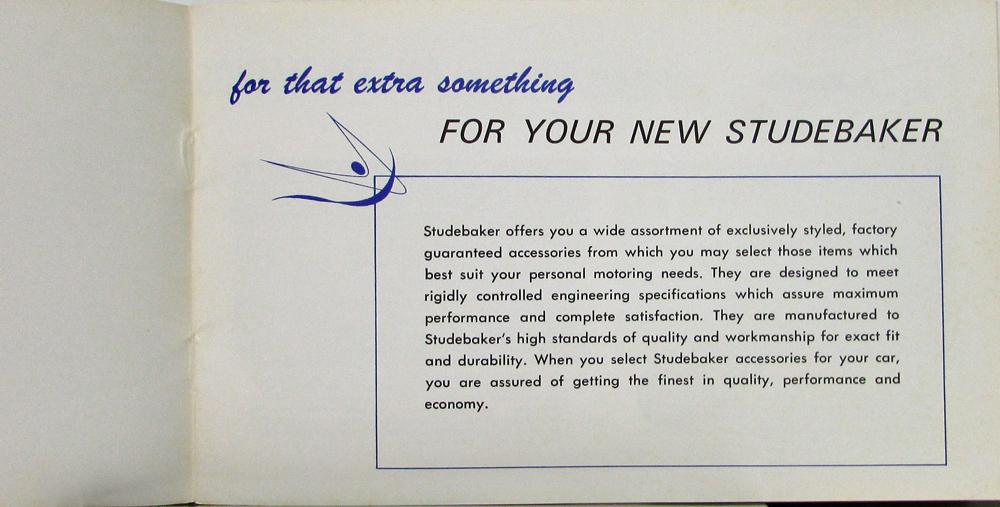 for that extra something
FOR YOUR NEW STUDEBAKER
Studebaker offers you a wide assortment of exclusively styled, factory
guaranteed accessories from which you may select those items which
best suit your personal motoring needs. They are designed to meet
rigidly controlled engineering specifications which assure maximum
performance and complete satisfaction. They are manufactured to
Studebaker's high standards of quality and workmanship for exact fit
and durability. When you select Studebaker accessories for your car,
you are assured of getting the finest in quality, performance and
economy.